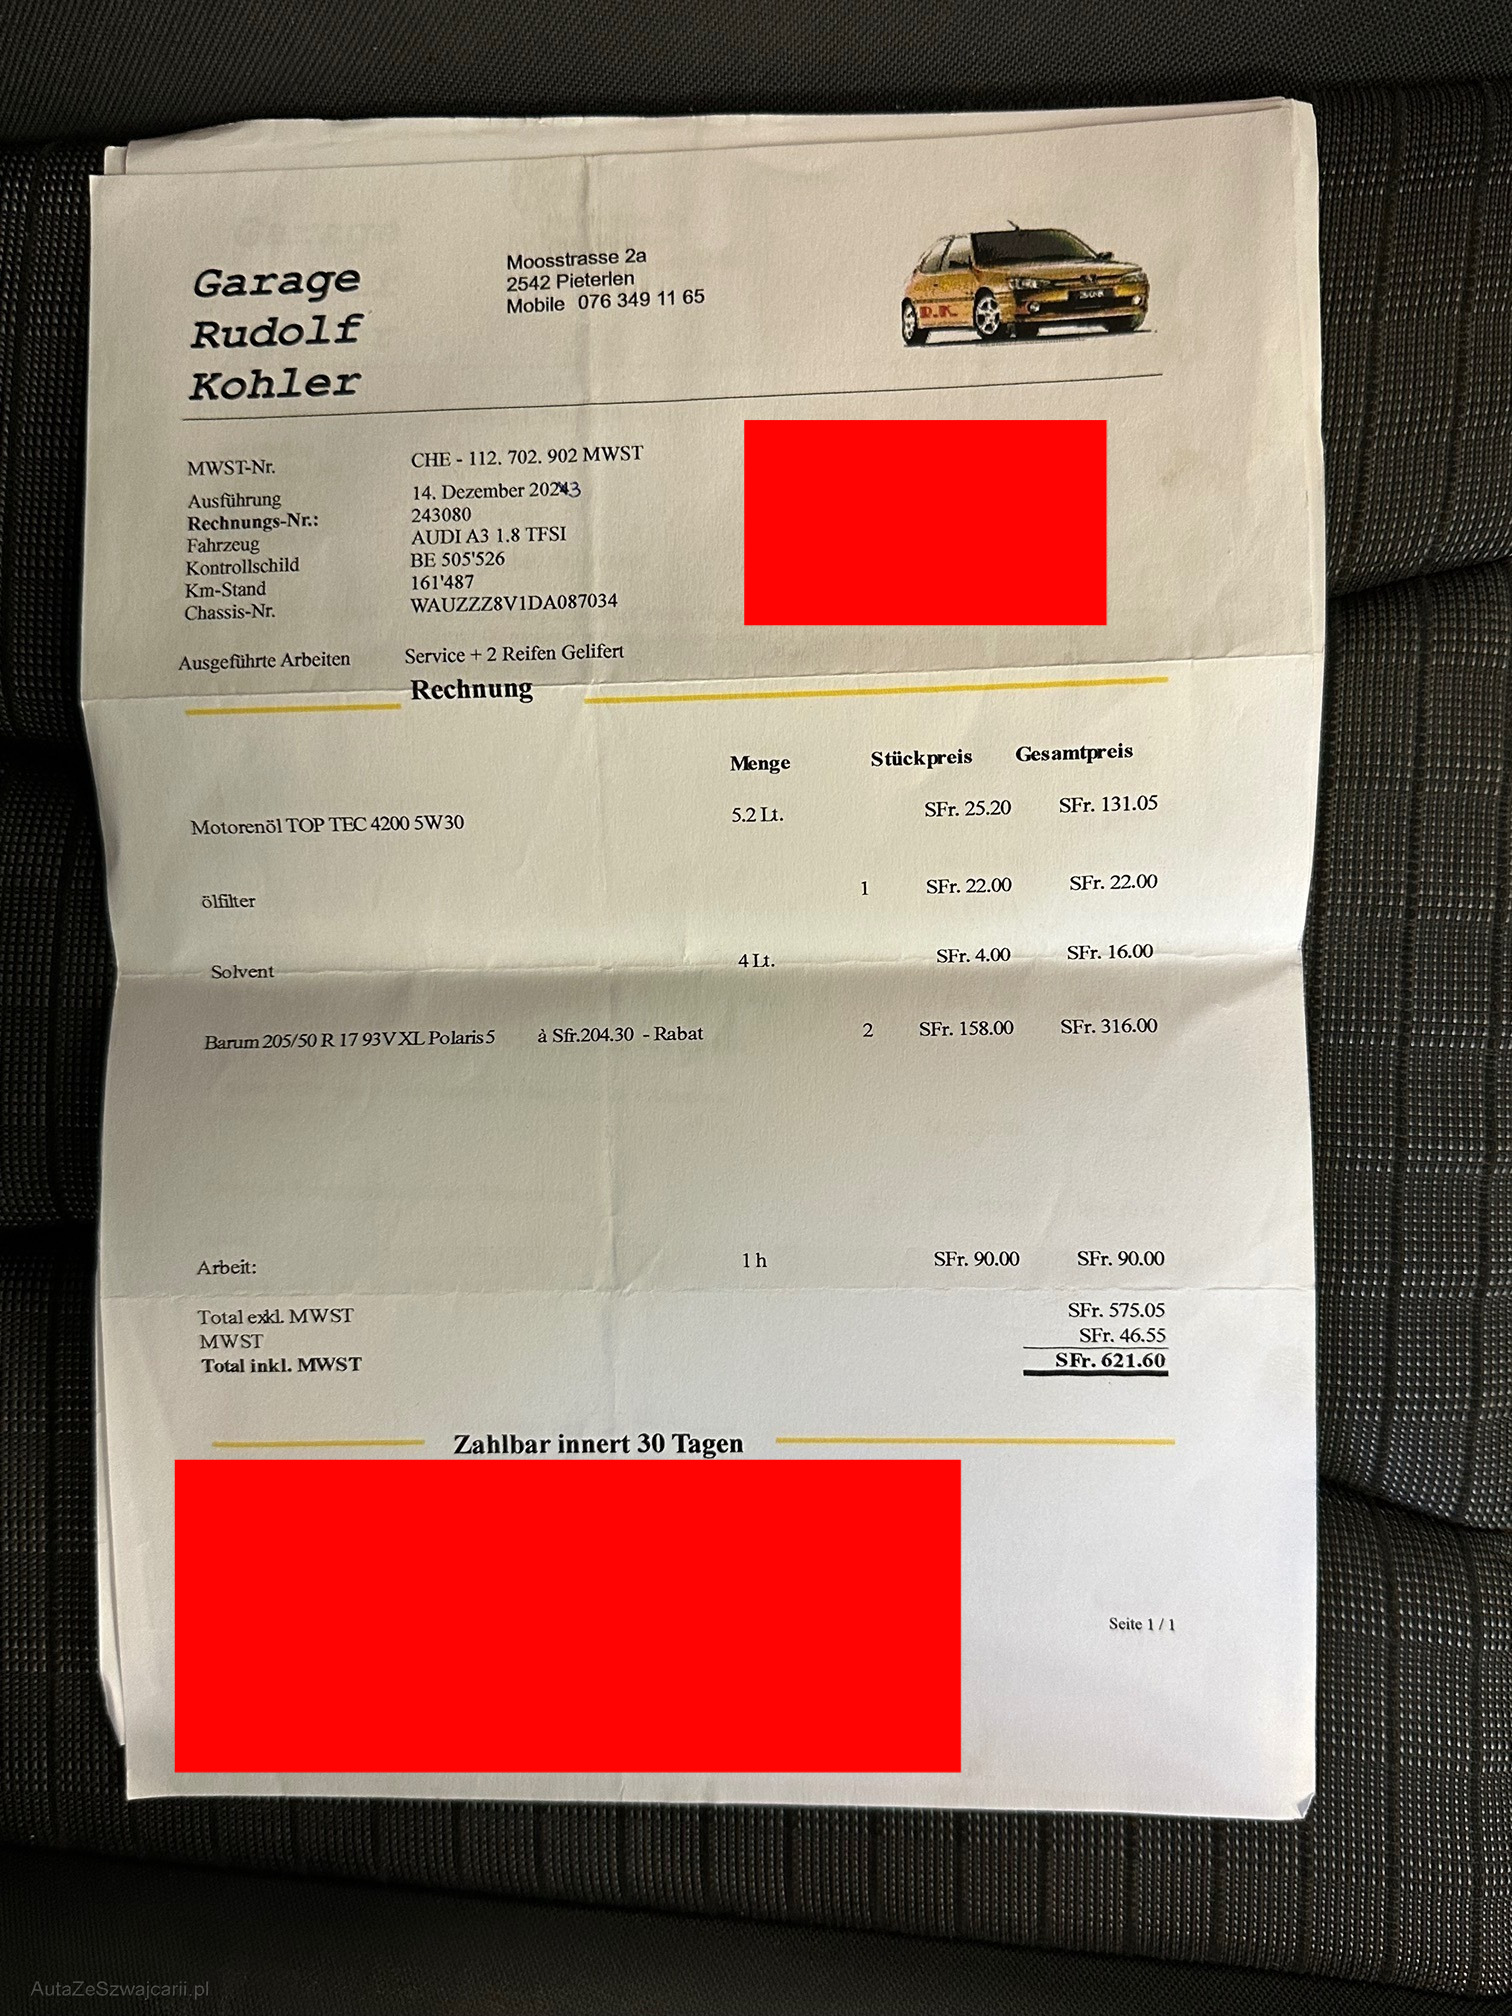 Garage
Rudolf
Kohler
Moosstrasse 2a
2542 Pieterlen
Mobile 076 349 11 65
R.K
MWST-Nr. CHE - 112. 702. 902 MWST
Ausführung 14. Dezember 2023
Rechnungs-Nr.: 243080
Fahrzeug AUDI A3 1.8 TFSI
Kontrollschild BE 505'526
Km-Stand 161'487
Chassis-Nr. WAUZZZ8V1DA087034
Ausgeführte Arbeiten Service + 2 Reifen Gelifert
Rechnung
Menge Stückpreis Gesamtpreis
Motorenöl TOP TEC 4200 5W30 5.2 Lt. SFr. 25.20 SFr. 131.05
ölfilter 1 SFr. 22.00 SFr. 22.00
Solvent 4 Lt. SFr. 4.00 SFr. 16.00
Barum 205/50 R 17 93V XL Polaris 5 à Sfr.204.30 - Rabat 2 SFr. 158.00 SFr. 316.00
Arbeit: 1 h SFr. 90.00 SFr. 90.00
Total exkl. MWST SFr. 575.05
MWST SFr. 46.55
Total inkl. MWST SFr. 621.60
Zahlbar innert 30 Tagen
Seite 1 / 1
AutaZeSzwajcarii.pl